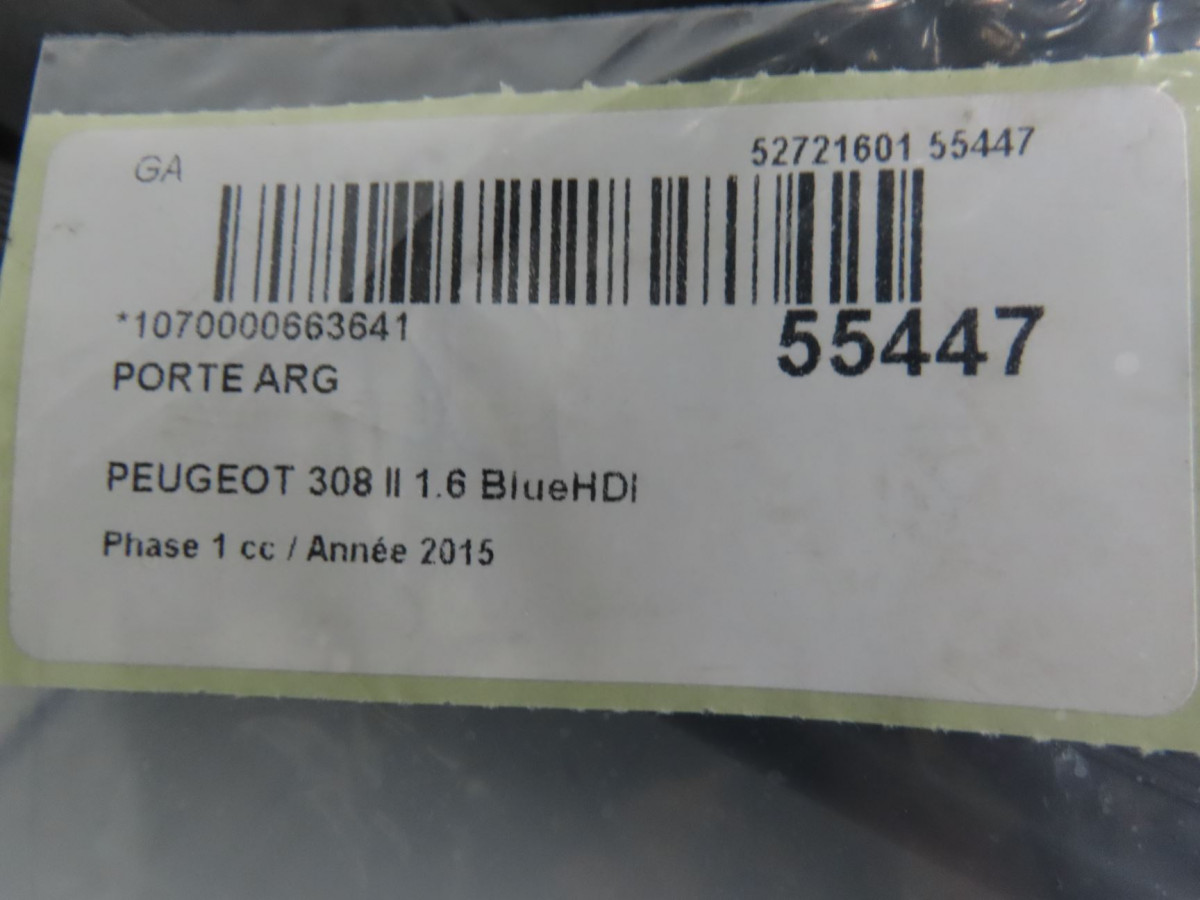 GA
52721601 55447
*1070000663641
55447
PORTE ARG
PEUGEOT 308 II 1.6 BlueHDi
Phase 1 cc / Année 2015